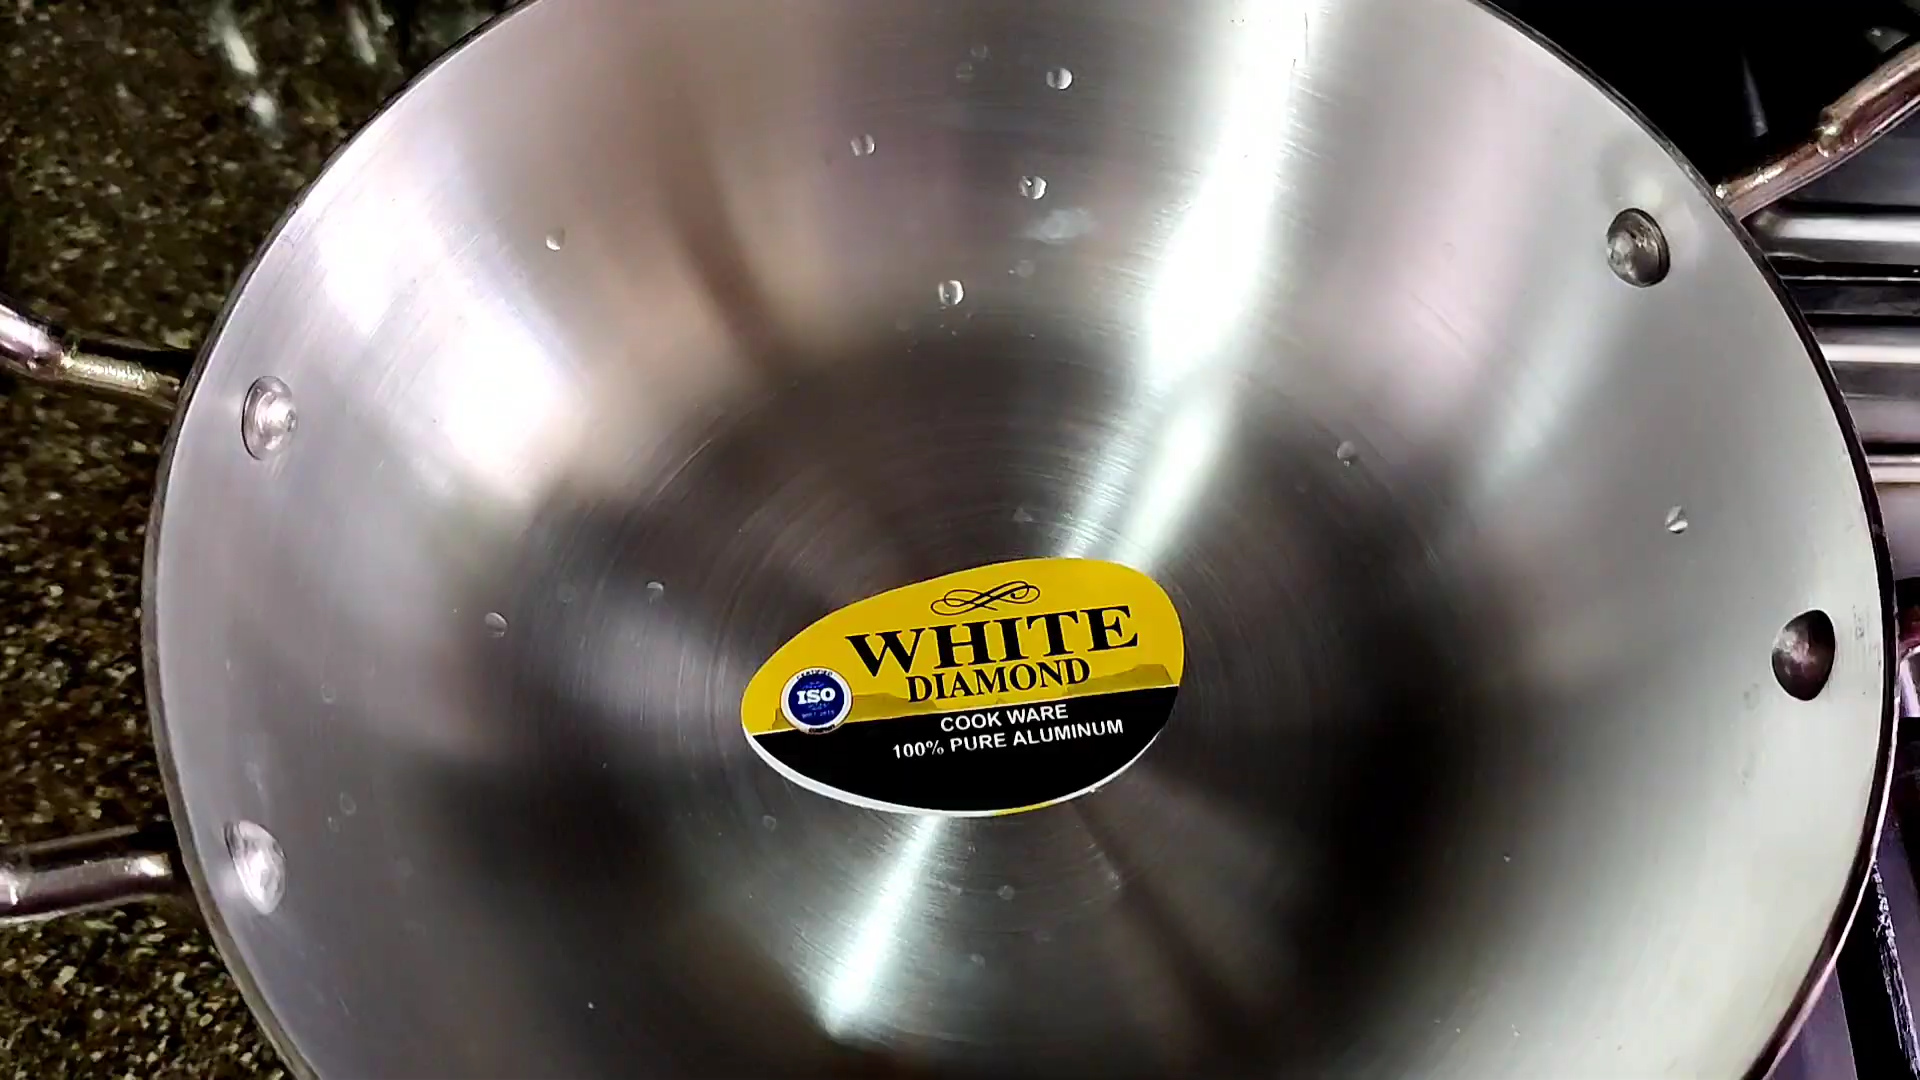 WHITE
DIAMOND
ISO
COOK WARE
100% PURE ALUMINUM